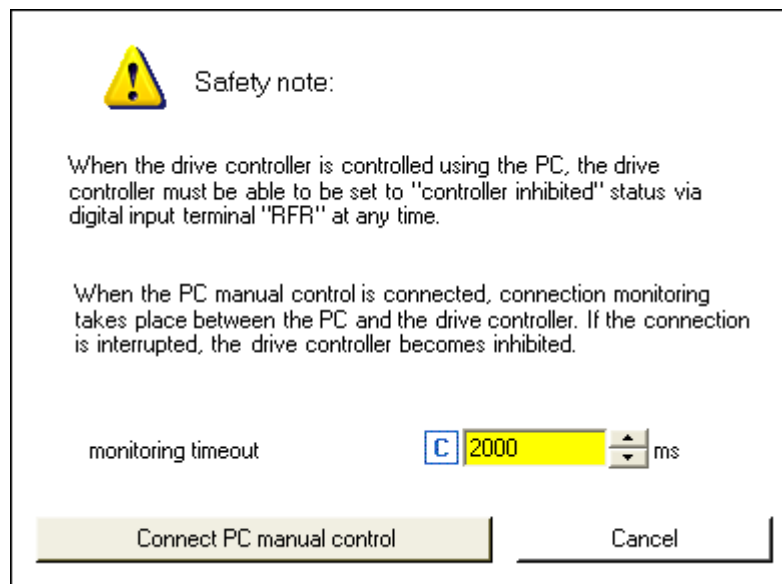 Safety note:
When the drive controller is controlled using the PC, the drive
controller must be able to be set to "controller inhibited" status via
digital input terminal "RFR" at any time.
When the PC manual control is connected, connection monitoring
takes place between the PC and the drive controller. If the connection
is interrupted, the drive controller becomes inhibited.
monitoring timeout C 2000 ms
Connect PC manual control Cancel